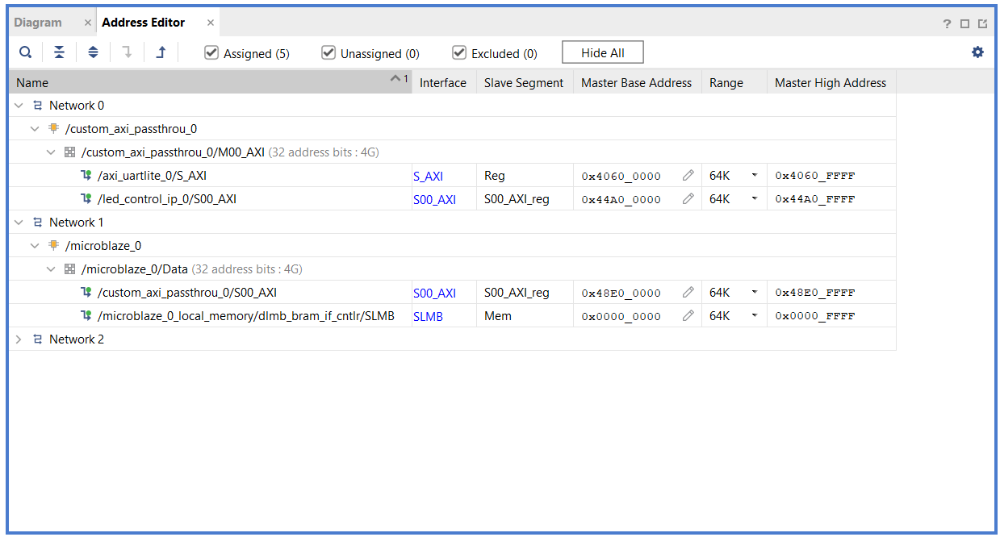 Diagram × Address Editor ×
? 
Assigned (5) Unassigned (0) Excluded (0) Hide All
Name 1 Interface Slave Segment Master Base Address Range Master High Address
Network 0
/custom_axi_passthrou_0
/custom_axi_passthrou_0/M00_AXI (32 address bits : 4G)
/axi_uartlite_0/S_AXI S_AXI Reg 0x4060_0000 64K 0x4060_FFFF
/led_control_ip_0/S00_AXI S00_AXI S00_AXI_reg 0x44A0_0000 64K 0x44A0_FFFF
Network 1
/microblaze_0
/microblaze_0/Data (32 address bits : 4G)
/custom_axi_passthrou_0/S00_AXI S00_AXI S00_AXI_reg 0x48E0_0000 64K 0x48E0_FFFF
/microblaze_0_local_memory/dlmb_bram_if_cntlr/SLMB SLMB Mem 0x0000_0000 64K 0x0000_FFFF
Network 2